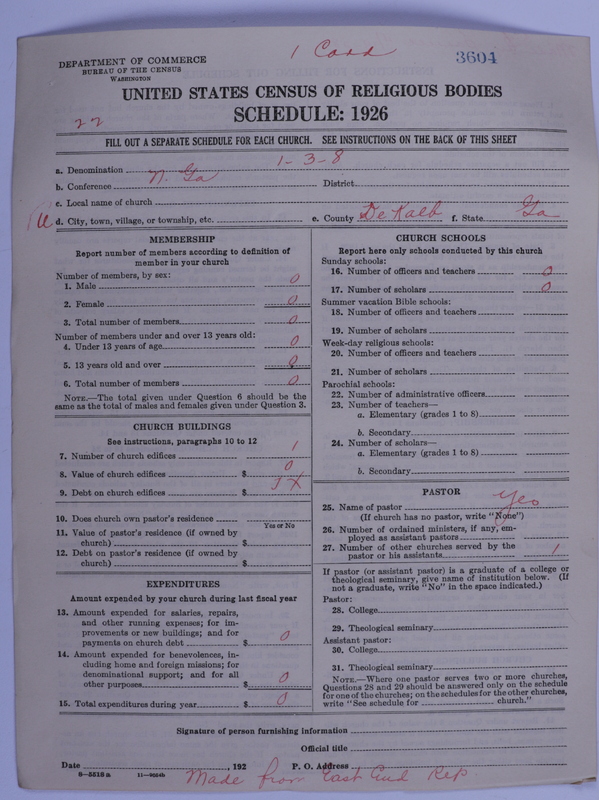 1 Card
3604
DEPARTMENT OF COMMERCE
BUREAU OF THE CENSUS
WASHINGTON
UNITED STATES CENSUS OF RELIGIOUS BODIES
SCHEDULE: 1926
22
FILL OUT A SEPARATE SCHEDULE FOR EACH CHURCH. SEE INSTRUCTIONS ON THE BACK OF THIS SHEET
a. Denomination 1-3-8
b. Conference N. Ga District
c. Local name of church
d. City, town, village, or township, etc. e. County De Kalb f. State Ga
MEMBERSHIP
Report number of members according to definition of
member in your church
Number of members, by sex:
1. Male 0
2. Female 0
3. Total number of members 0
Number of members under and over 13 years old:
4. Under 13 years of age 0
5. 13 years old and over 0
6. Total number of members 0
NOTE.—The total given under Question 6 should be the
same as the total of males and females given under Question 3.
CHURCH BUILDINGS
See instructions, paragraphs 10 to 12
7. Number of church edifices 1
8. Value of church edifices $ 0
9. Debt on church edifices $
10. Does church own pastor's residence
Yes or No
11. Value of pastor's residence (if owned by
church) $
12. Debt on pastor's residence (if owned by
church) $
EXPENDITURES
Amount expended by your church during last fiscal year
13. Amount expended for salaries, repairs,
and other running expenses; for im-
provements or new buildings; and for
payments on church debt $ 0
14. Amount expended for benevolences, in-
cluding home and foreign missions; for
denominational support; and for all
other purposes $ 0
15. Total expenditures during year $ 0
CHURCH SCHOOLS
Report here only schools conducted by this church
Sunday schools:
16. Number of officers and teachers 0
17. Number of scholars 0
Summer vacation Bible schools:
18. Number of officers and teachers
19. Number of scholars
Week-day religious schools:
20. Number of officers and teachers
21. Number of scholars
Parochial schools:
22. Number of administrative officers
23. Number of teachers—
a. Elementary (grades 1 to 8)
b. Secondary
24. Number of scholars—
a. Elementary (grades 1 to 8)
b. Secondary
PASTOR
25. Name of pastor Yes
(If church has no pastor, write "None")
26. Number of ordained ministers, if any, em-
ployed as assistant pastors
27. Number of other churches served by the
pastor or his assistants 1
If pastor (or assistant pastor) is a graduate of a college or
theological seminary, give name of institution below. (If
not a graduate, write "No" in the space indicated.)
Pastor:
28. College
29. Theological seminary
Assistant pastor:
30. College
31. Theological seminary
NOTE.—Where one pastor serves two or more churches,
Questions 28 and 29 should be answered only on the schedule
for one of the churches; on the schedules for the other churches,
write "See schedule for church."
Signature of person furnishing information
Official title
Date , 192 P. O. Address
8—5518a 11—9024b
Made from East End Rep.